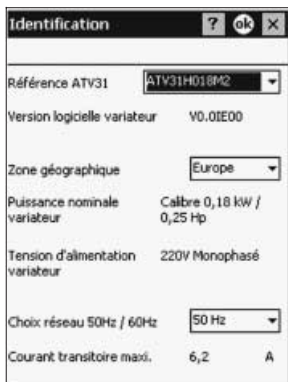 Identification ? ok X
Référence ATV31 ATV31H018M2
Version logicielle variateur V0.0IE00
Zone géographique Europe
Puissance nominale variateur Calibre 0,18 kW / 0,25 Hp
Tension d'alimentation variateur 220V Monophasé
Choix réseau 50Hz / 60Hz 50 Hz
Courant transitoire maxi. 6,2 A